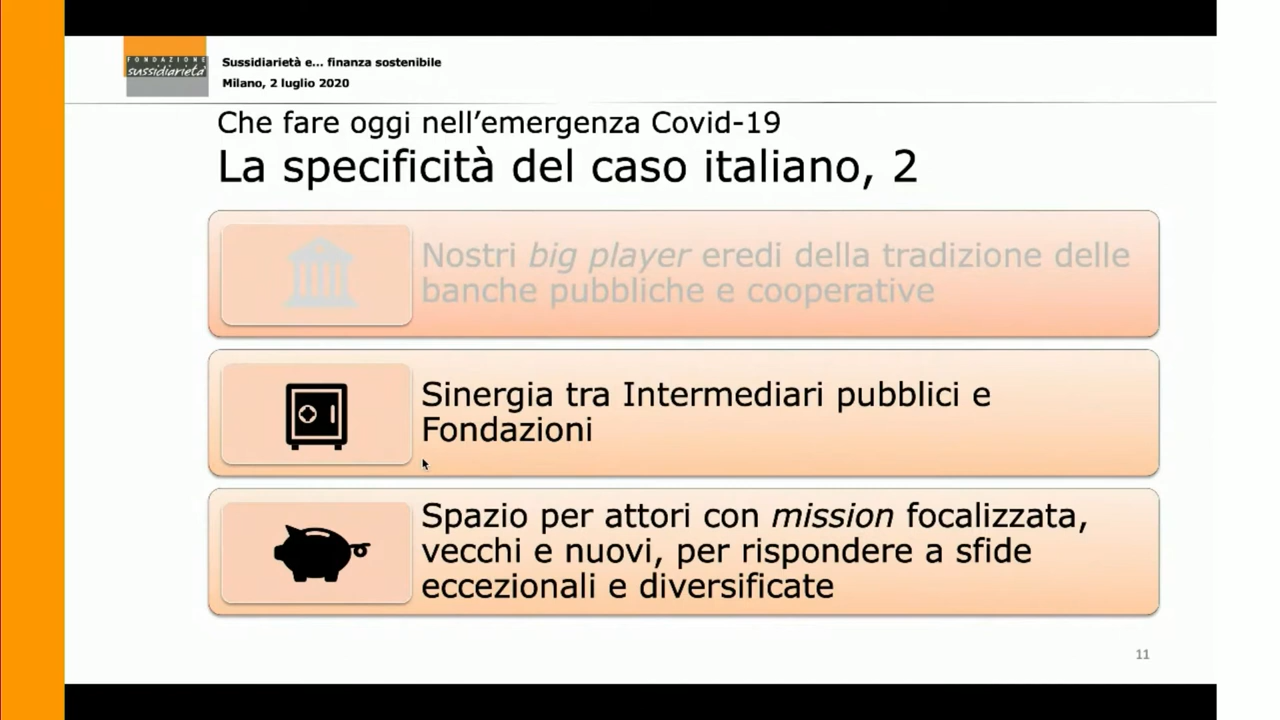 FONDAZIONE
sussidiarietà
Sussidiarietà e... finanza sostenibile
Milano, 2 luglio 2020
Che fare oggi nell’emergenza Covid-19
La specificità del caso italiano, 2
Nostri big player eredi della tradizione delle
banche pubbliche e cooperative
Sinergia tra Intermediari pubblici e
Fondazioni
Spazio per attori con mission focalizzata,
vecchi e nuovi, per rispondere a sfide
eccezionali e diversificate
11